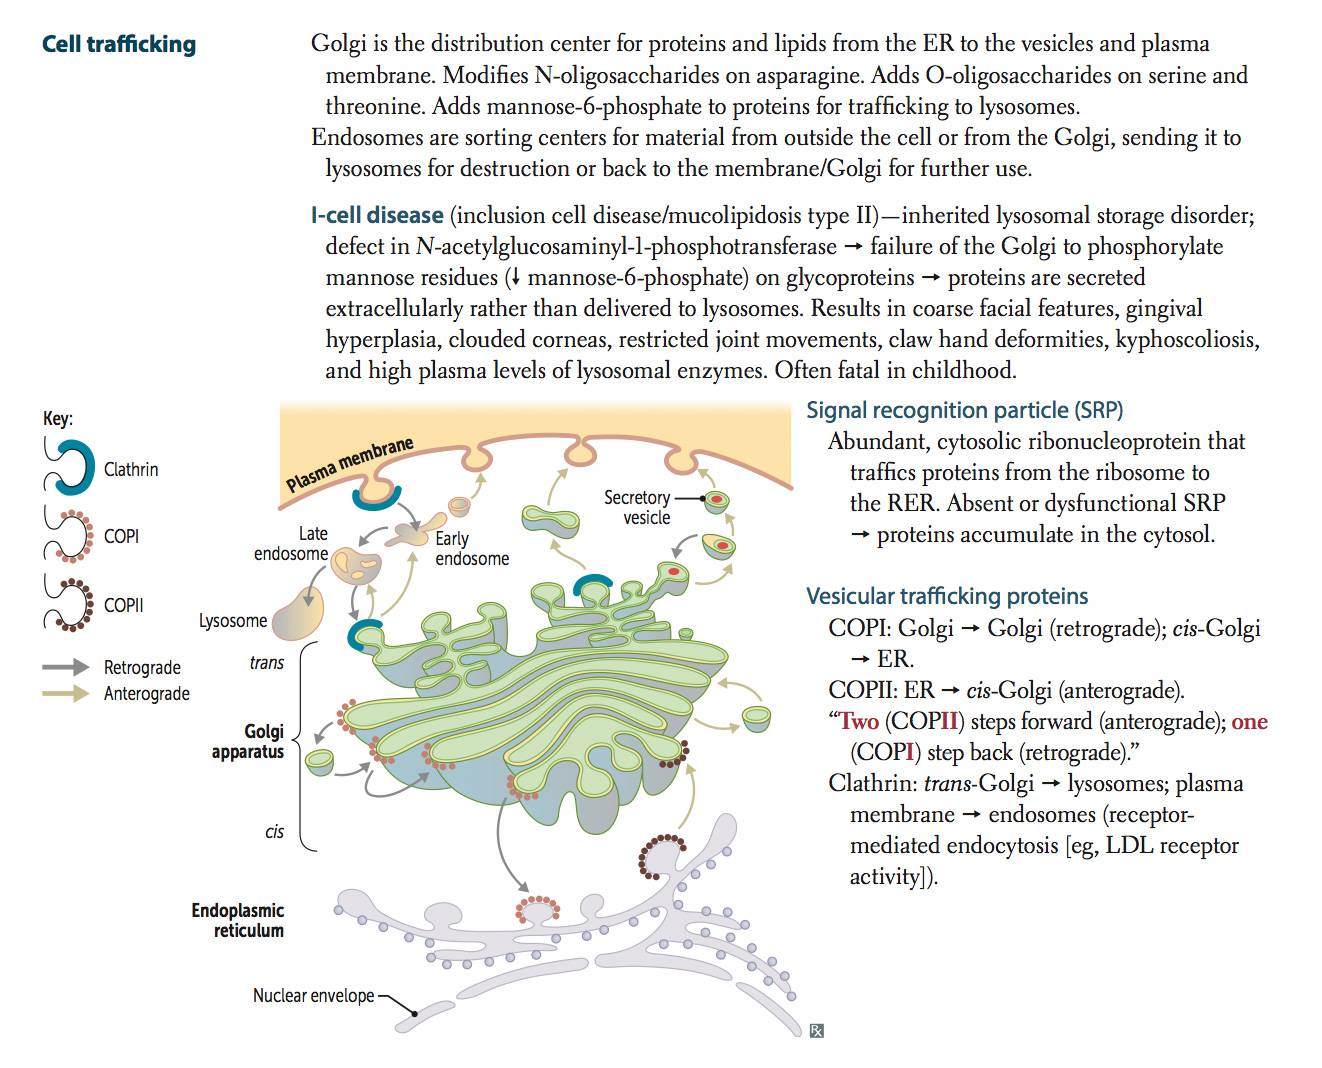 Cell trafficking
Golgi is the distribution center for proteins and lipids from the ER to the vesicles and plasma
membrane. Modifies N-oligosaccharides on asparagine. Adds O-oligosaccharides on serine and
threonine. Adds mannose-6-phosphate to proteins for trafficking to lysosomes.
Endosomes are sorting centers for material from outside the cell or from the Golgi, sending it to
lysosomes for destruction or back to the membrane/Golgi for further use.
I-cell disease (inclusion cell disease/mucolipidosis type II)—inherited lysosomal storage disorder;
defect in N-acetylglucosaminyl-1-phosphotransferase → failure of the Golgi to phosphorylate
mannose residues (↓ mannose-6-phosphate) on glycoproteins → proteins are secreted
extracellularly rather than delivered to lysosomes. Results in coarse facial features, gingival
hyperplasia, clouded corneas, restricted joint movements, claw hand deformities, kyphoscoliosis,
and high plasma levels of lysosomal enzymes. Often fatal in childhood.
Key:
Clathrin
COPI
COPII
Retrograde
Anterograde
Plasma membrane
Secretory
vesicle
Late
endosome
Early
endosome
Lysosome
trans
Golgi
apparatus
cis
Endoplasmic
reticulum
Nuclear envelope
Rx
Signal recognition particle (SRP)
Abundant, cytosolic ribonucleoprotein that
traffics proteins from the ribosome to
the RER. Absent or dysfunctional SRP
→ proteins accumulate in the cytosol.
Vesicular trafficking proteins
COPI: Golgi → Golgi (retrograde); cis-Golgi
→ ER.
COPII: ER → cis-Golgi (anterograde).
“Two (COPII) steps forward (anterograde); one
(COPI) step back (retrograde).”
Clathrin: trans-Golgi → lysosomes; plasma
membrane → endosomes (receptor-
mediated endocytosis [eg, LDL receptor
activity]).